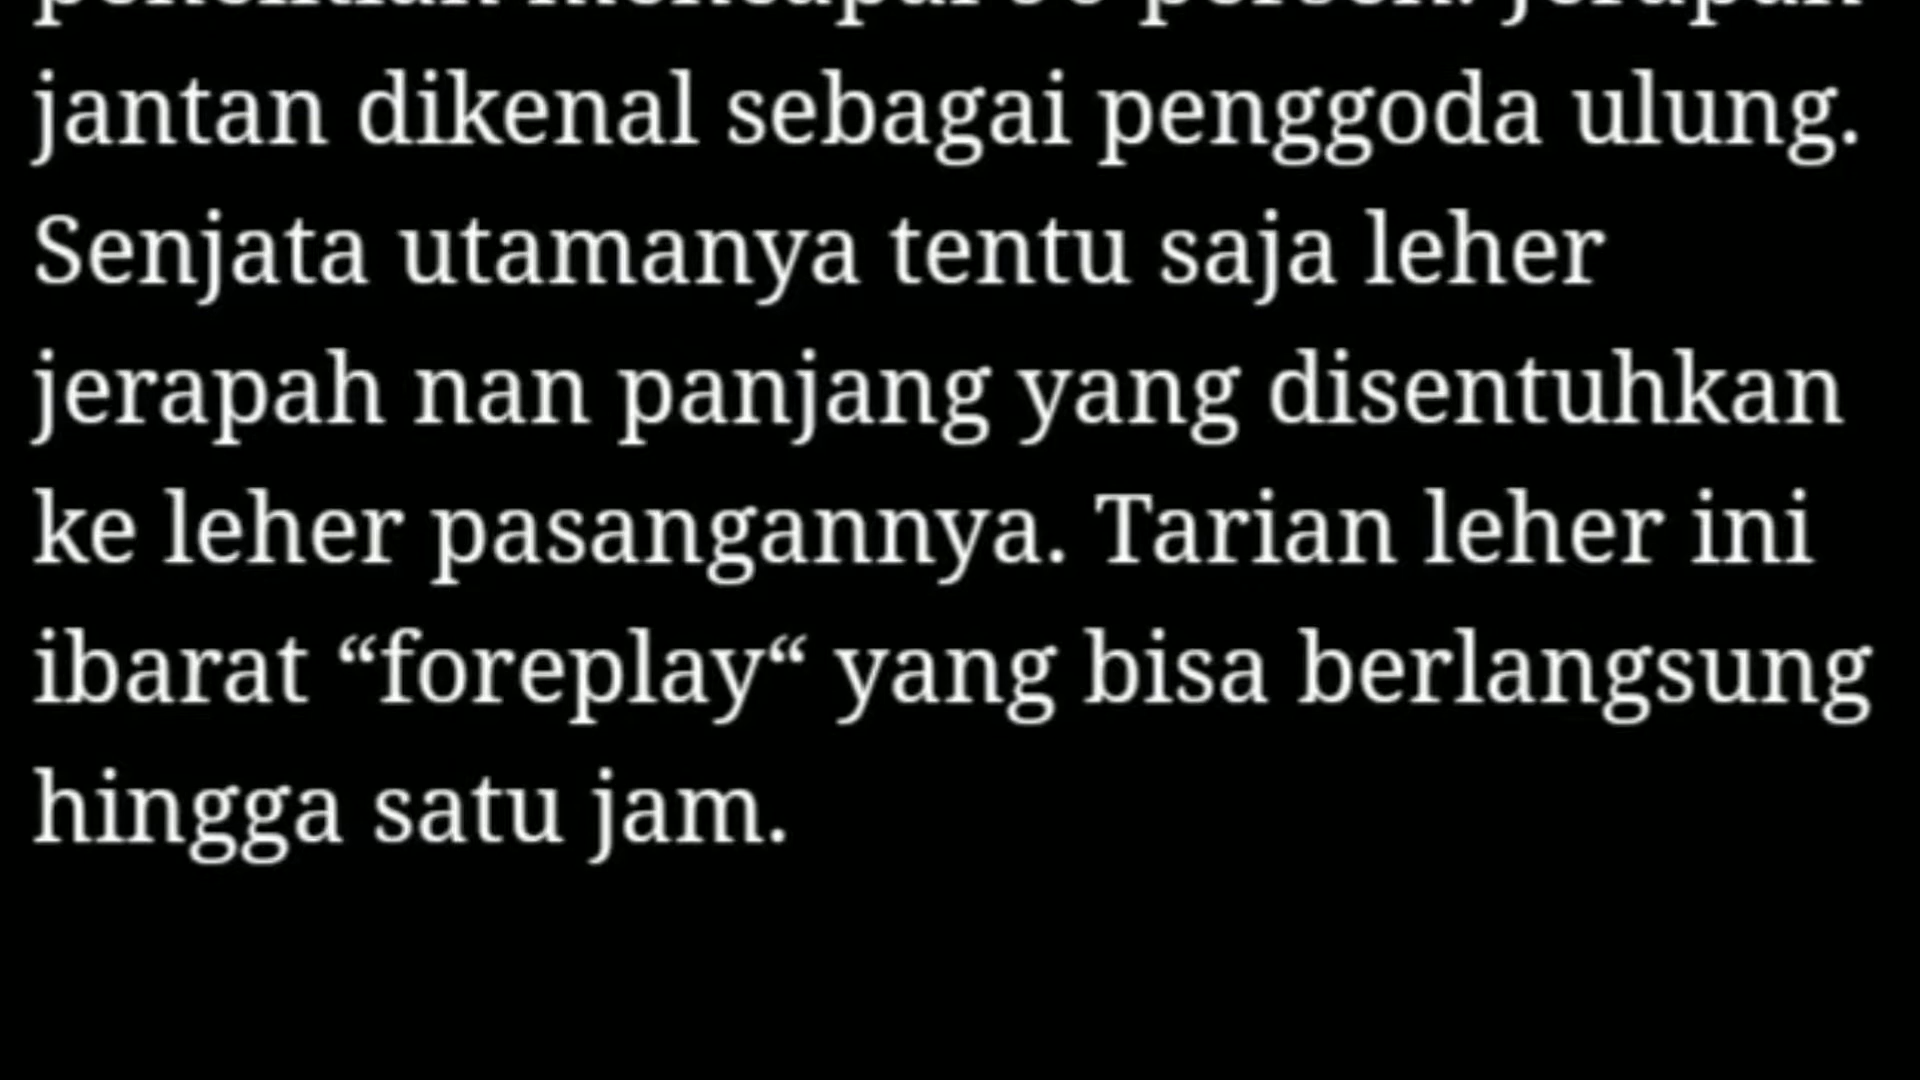 jantan dikenal sebagai penggoda ulung.
Senjata utamanya tentu saja leher
jerapah nan panjang yang disentuhkan
ke leher pasangannya. Tarian leher ini
ibarat “foreplay“ yang bisa berlangsung
hingga satu jam.